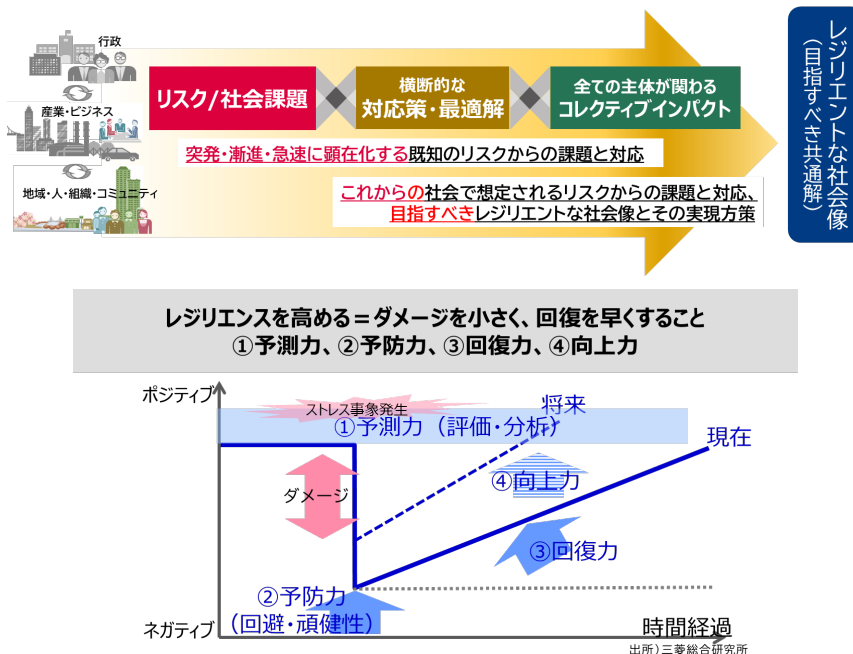 行政
産業・ビジネス
地域・人・組織・コミュニティ
リスク/社会課題
横断的な
対応策・最適解
全ての主体が関わる
コレクティブインパクト
突発・漸進・急速に顕在化する既知のリスクからの課題と対応
これからの社会で想定されるリスクからの課題と対応、
目指すべきレジリエントな社会像とその実現方策
レジリエントな社会像
（目指すべき共通解）
レジリエンスを高める＝ダメージを小さく、回復を早くすること
①予測力、②予防力、③回復力、④向上力
ポジティブ
ストレス事象発生
将来
①予測力（評価・分析）
現在
④向上力
ダメージ
③回復力
②予防力
（回避・頑健性）
ネガティブ
時間経過
出所）三菱総合研究所